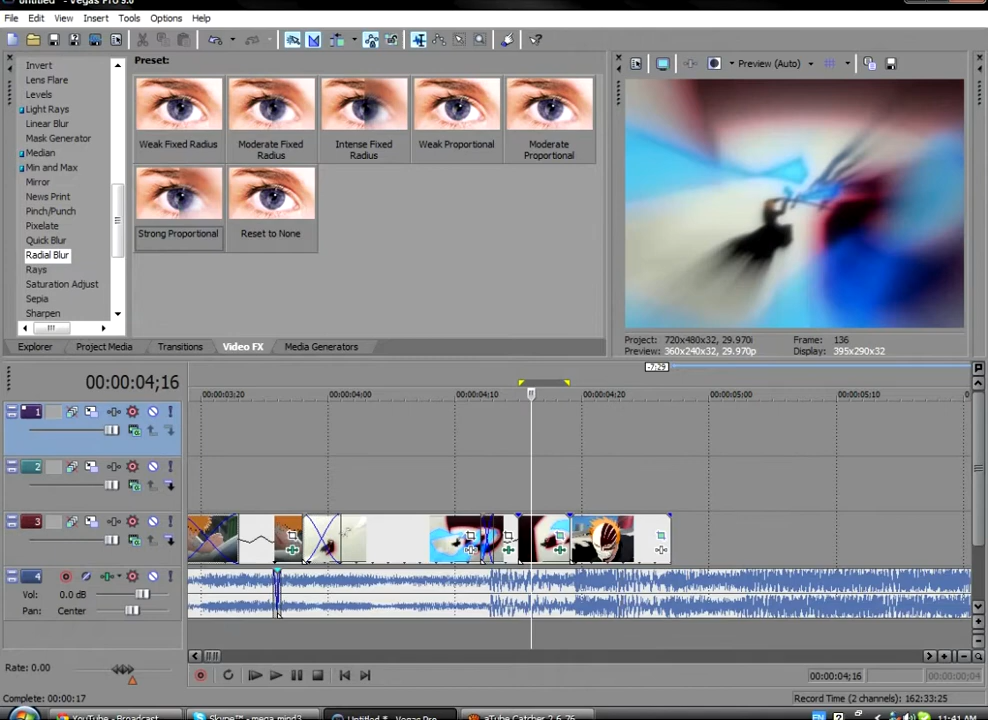 Untitled * - Vegas Pro 9.0
File Edit View Insert Tools Options Help
Invert
Lens Flare
Levels
Light Rays
Linear Blur
Mask Generator
Median
Min and Max
Mirror
News Print
Pinch/Punch
Pixelate
Quick Blur
Radial Blur
Rays
Saturation Adjust
Sepia
Sharpen
Preset:
Weak Fixed Radius
Moderate Fixed Radius
Intense Fixed Radius
Weak Proportional
Moderate Proportional
Strong Proportional
Reset to None
Explorer Project Media Transitions Video FX Media Generators
Preview (Auto)
Project: 720x480x32, 29.970i Frame: 136
Preview: 360x240x32, 29.970p Display: 395x290x32
-7:29
00:00:04;16
00:00:03;20 00:00:04;00 00:00:04;10 00:00:04;20 00:00:05;00 00:00:05;10
1
2
3
4
Vol: 0.0 dB
Pan: Center
Rate: 0.00
00:00:04;16
Complete: 00:00:17
Record Time (2 channels): 162:33:25
YouTube - Broadcast Skype™ - mega.mind3 Untitled * - Vegas Pro aTube Catcher 2.6.76 EN 11:41 AM